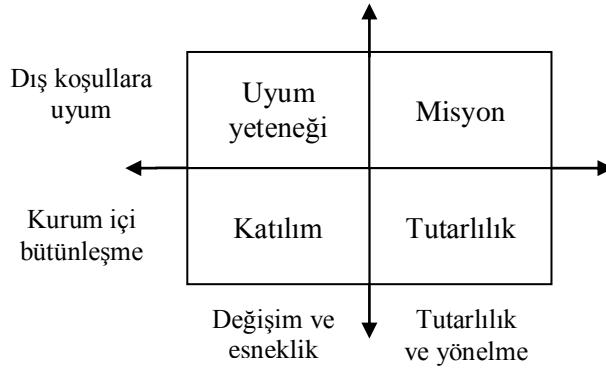 Dış koşullara
uyum
Uyum
yeteneği
Misyon
Kurum içi
bütünleşme
Katılım
Tutarlılık
Değişim ve
esneklik
Tutarlılık
ve yönelme